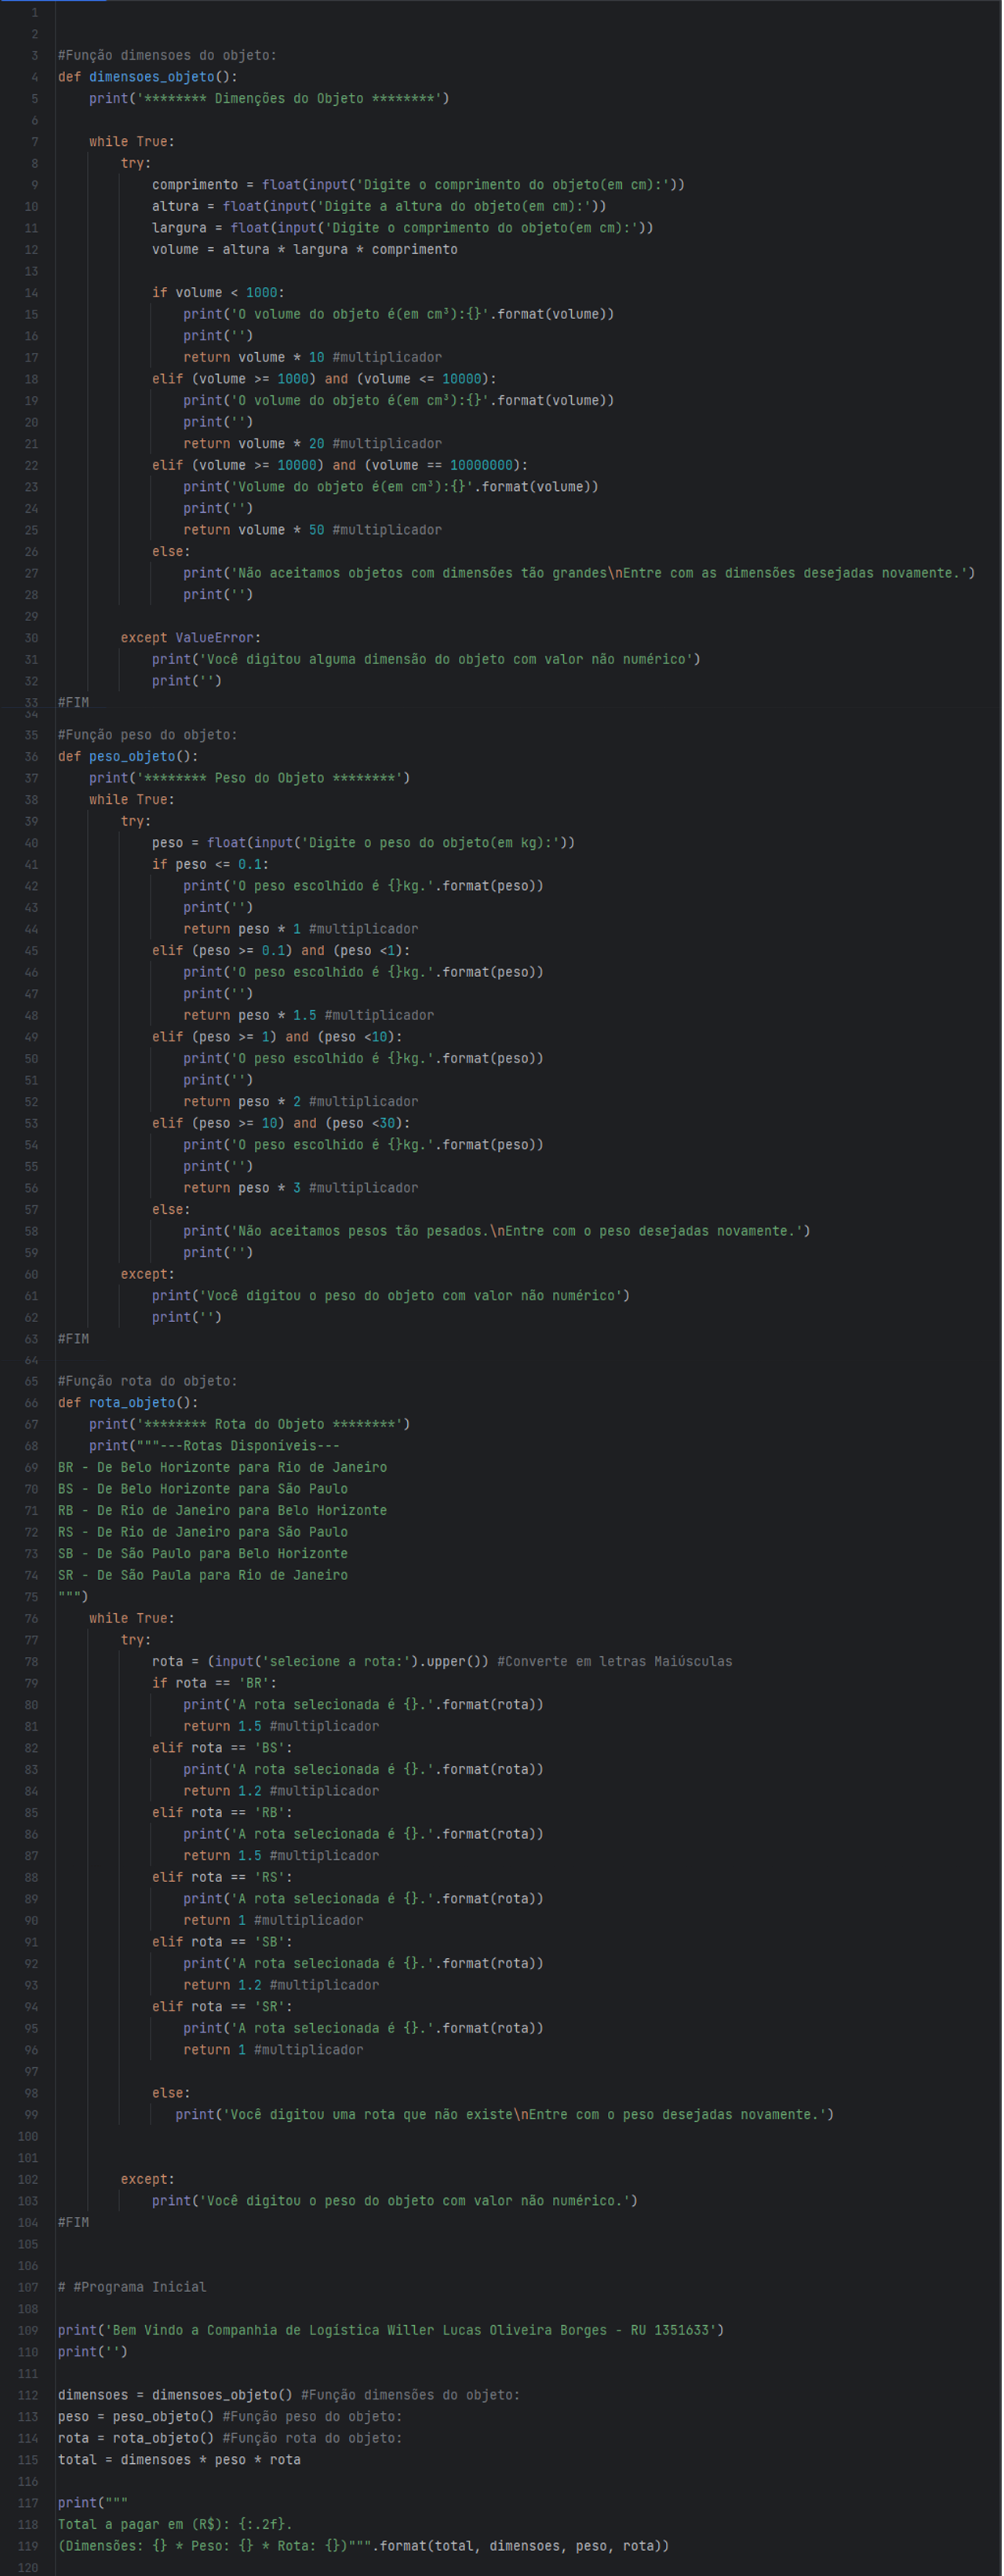 1
2
3 #Função dimensoes do objeto:
4 def dimensoes_objeto():
5     print('******** Dimenções do Objeto ********')
6
7     while True:
8         try:
9             comprimento = float(input('Digite o comprimento do objeto(em cm):'))
10             altura = float(input('Digite a altura do objeto(em cm):'))
11             largura = float(input('Digite o comprimento do objeto(em cm):'))
12             volume = altura * largura * comprimento
13
14             if volume < 1000:
15                 print('O volume do objeto é(em cm³):{}'.format(volume))
16                 print('')
17                 return volume * 10 #multiplicador
18             elif (volume >= 1000) and (volume <= 10000):
19                 print('O volume do objeto é(em cm³):{}'.format(volume))
20                 print('')
21                 return volume * 20 #multiplicador
22             elif (volume >= 10000) and (volume == 10000000):
23                 print('Volume do objeto é(em cm³):{}'.format(volume))
24                 print('')
25                 return volume * 50 #multiplicador
26             else:
27                 print('Não aceitamos objetos com dimensões tão grandes\nEntre com as dimensões desejadas novamente.')
28                 print('')
29
30         except ValueError:
31             print('Você digitou alguma dimensão do objeto com valor não numérico')
32             print('')
33 #FIM
34
35 #Função peso do objeto:
36 def peso_objeto():
37     print('******** Peso do Objeto ********')
38     while True:
39         try:
40             peso = float(input('Digite o peso do objeto(em kg):'))
41             if peso <= 0.1:
42                 print('O peso escolhido é {}kg.'.format(peso))
43                 print('')
44                 return peso * 1 #multiplicador
45             elif (peso >= 0.1) and (peso <1):
46                 print('O peso escolhido é {}kg.'.format(peso))
47                 print('')
48                 return peso * 1.5 #multiplicador
49             elif (peso >= 1) and (peso <10):
50                 print('O peso escolhido é {}kg.'.format(peso))
51                 print('')
52                 return peso * 2 #multiplicador
53             elif (peso >= 10) and (peso <30):
54                 print('O peso escolhido é {}kg.'.format(peso))
55                 print('')
56                 return peso * 3 #multiplicador
57             else:
58                 print('Não aceitamos pesos tão pesados.\nEntre com o peso desejadas novamente.')
59                 print('')
60         except:
61             print('Você digitou o peso do objeto com valor não numérico')
62             print('')
63 #FIM
64
65 #Função rota do objeto:
66 def rota_objeto():
67     print('******** Rota do Objeto ********')
68     print("""---Rotas Disponíveis---
69 BR - De Belo Horizonte para Rio de Janeiro
70 BS - De Belo Horizonte para São Paulo
71 RB - De Rio de Janeiro para Belo Horizonte
72 RS - De Rio de Janeiro para São Paulo
73 SB - De São Paulo para Belo Horizonte
74 SR - De São Paula para Rio de Janeiro
75 """)
76     while True:
77         try:
78             rota = (input('selecione a rota:').upper()) #Converte em letras Maiúsculas
79             if rota == 'BR':
80                 print('A rota selecionada é {}.'.format(rota))
81                 return 1.5 #multiplicador
82             elif rota == 'BS':
83                 print('A rota selecionada é {}.'.format(rota))
84                 return 1.2 #multiplicador
85             elif rota == 'RB':
86                 print('A rota selecionada é {}.'.format(rota))
87                 return 1.5 #multiplicador
88             elif rota == 'RS':
89                 print('A rota selecionada é {}.'.format(rota))
90                 return 1 #multiplicador
91             elif rota == 'SB':
92                 print('A rota selecionada é {}.'.format(rota))
93                 return 1.2 #multiplicador
94             elif rota == 'SR':
95                 print('A rota selecionada é {}.'.format(rota))
96                 return 1 #multiplicador
97
98             else:
99                print('Você digitou uma rota que não existe\nEntre com o peso desejadas novamente.')
100
101
102         except:
103             print('Você digitou o peso do objeto com valor não numérico.')
104 #FIM
105
106
107 # #Programa Inicial
108
109 print('Bem Vindo a Companhia de Logística Willer Lucas Oliveira Borges - RU 1351633')
110 print('')
111
112 dimensoes = dimensoes_objeto() #Função dimensões do objeto:
113 peso = peso_objeto() #Função peso do objeto:
114 rota = rota_objeto() #Função rota do objeto:
115 total = dimensoes * peso * rota
116
117 print("""
118 Total a pagar em (R$): {:.2f}.
119 (Dimensões: {} * Peso: {} * Rota: {})""".format(total, dimensoes, peso, rota))
120